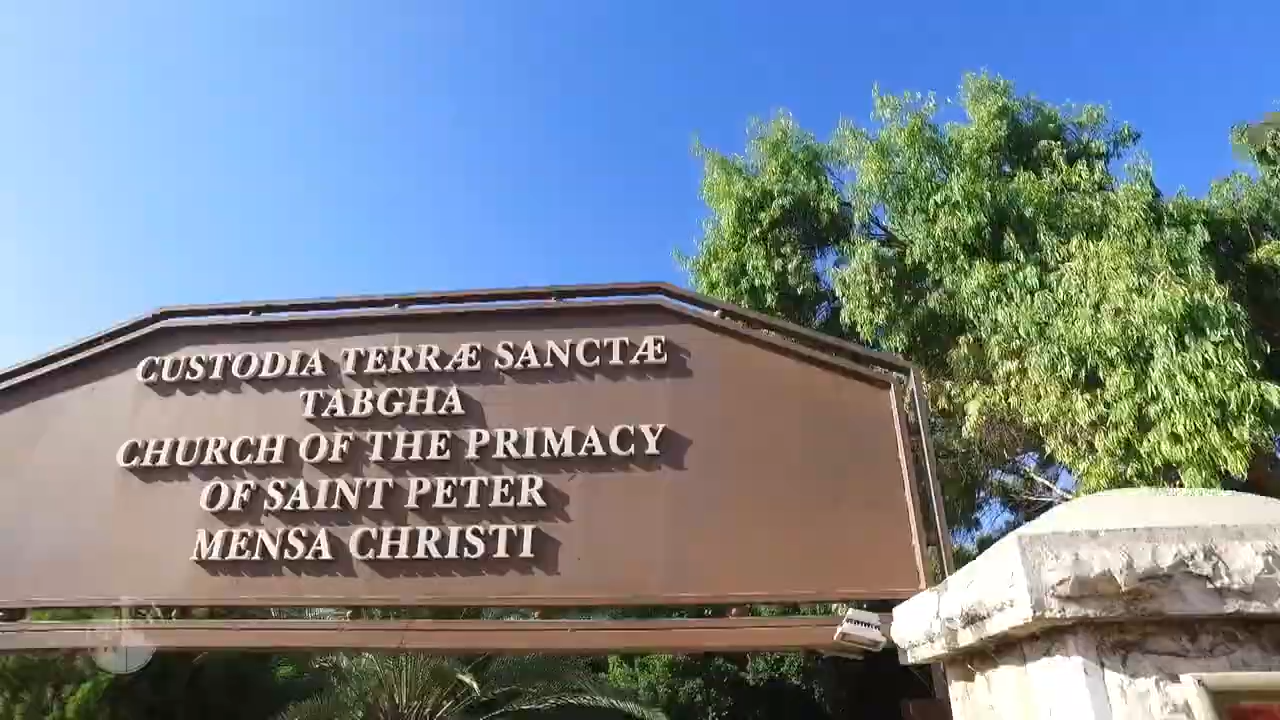 CUSTODIA TERRÆ SANCTÆ
TABGHA
CHURCH OF THE PRIMACY
OF SAINT PETER
MENSA CHRISTI